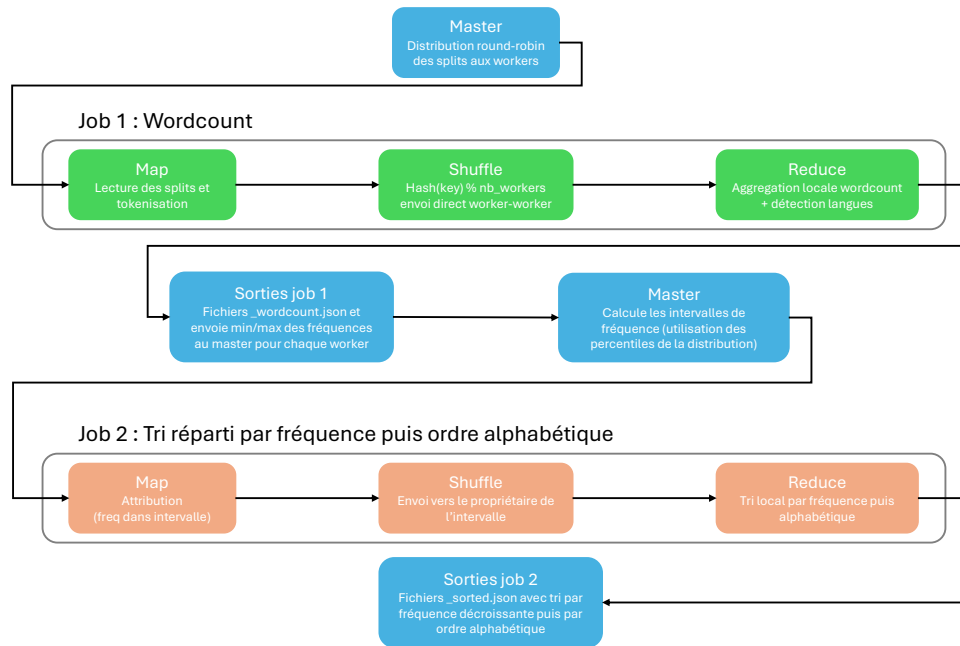 Master
Distribution round-robin
des splits aux workers
Job 1 : Wordcount
Map
Lecture des splits et
tokenisation
Shuffle
Hash(key) % nb_workers
envoi direct worker-worker
Reduce
Aggregation locale wordcount
+ détection langues
Sorties job 1
Fichiers _wordcount.json et
envoie min/max des fréquences
au master pour chaque worker
Master
Calcule les intervalles de
fréquence (utilisation des
percentiles de la distribution)
Job 2 : Tri réparti par fréquence puis ordre alphabétique
Map
Attribution
(freq dans intervalle)
Shuffle
Envoi vers le propriétaire de
l'intervalle
Reduce
Tri local par fréquence puis
alphabétique
Sorties job 2
Fichiers _sorted.json avec tri par
fréquence décroissante puis par
ordre alphabétique